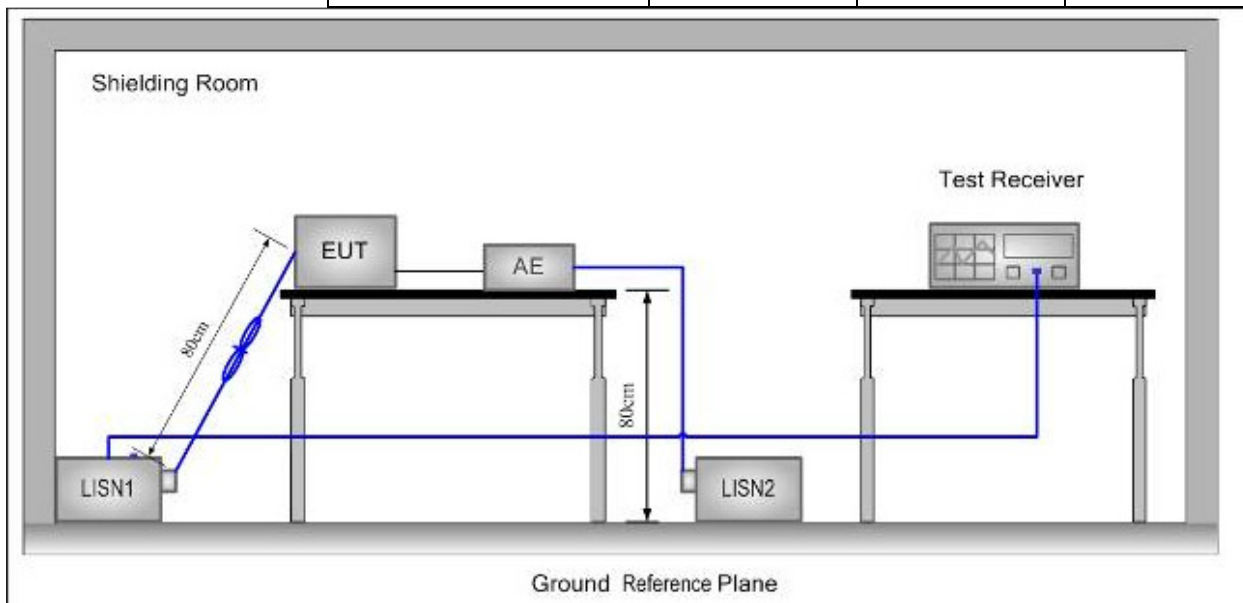 Shielding Room
Test Receiver
EUT
AE
80cm
80cm
LISN1
LISN2
Ground Reference Plane